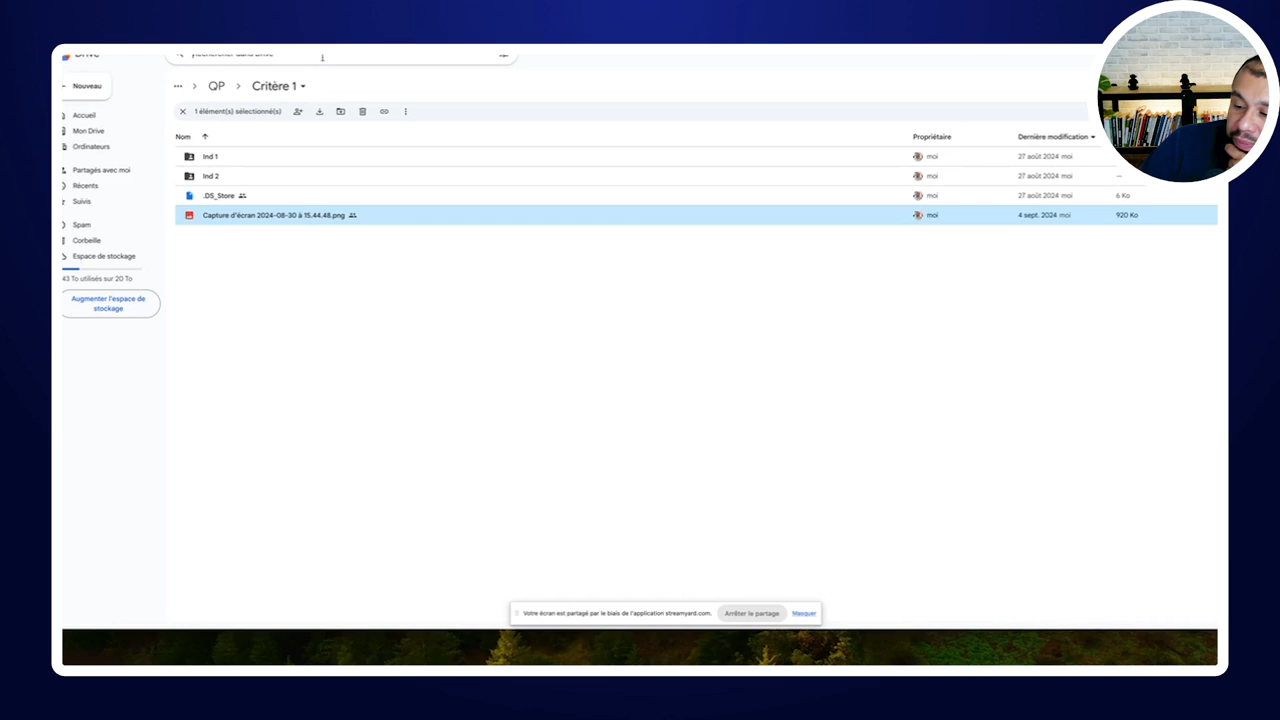 Drive
Rechercher dans Drive
Nouveau
QP
Critère 1
1 élément(s) sélectionné(s)
Accueil
Mon Drive
Ordinateurs
Partagés avec moi
Récents
Suivis
Spam
Corbeille
Espace de stockage
43 To utilisés sur 20 To
Augmenter l'espace de
stockage
Nom Propriétaire Dernière modification
Ind 1 moi 27 août 2024 moi
Ind 2 moi 27 août 2024 moi –
.DS_Store moi 27 août 2024 moi 6 Ko
Capture d'écran 2024-08-30 à 15.44.48.png moi 4 sept. 2024 moi 920 Ko
Votre écran est partagé par le biais de l'application streamyard.com. Arrêter le partage Masquer